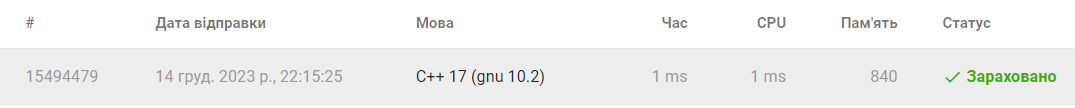 # Дата відправки Мова Час CPU Пам'ять Статус
15494479 14 груд. 2023 р., 22:15:25 C++ 17 (gnu 10.2) 1 ms 1 ms 840 Зараховано